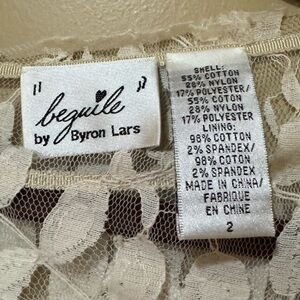 " beguile "
by Byron Lars
SHELL:
55% COTTON
28% NYLON
17% POLYESTER/
55% COTON
28% NYLON
17% POLYESTER
LINING:
98% COTTON
2% SPANDEX/
98% COTON
2% SPANDEX
MADE IN CHINA/
FABRIQUE
EN CHINE
2